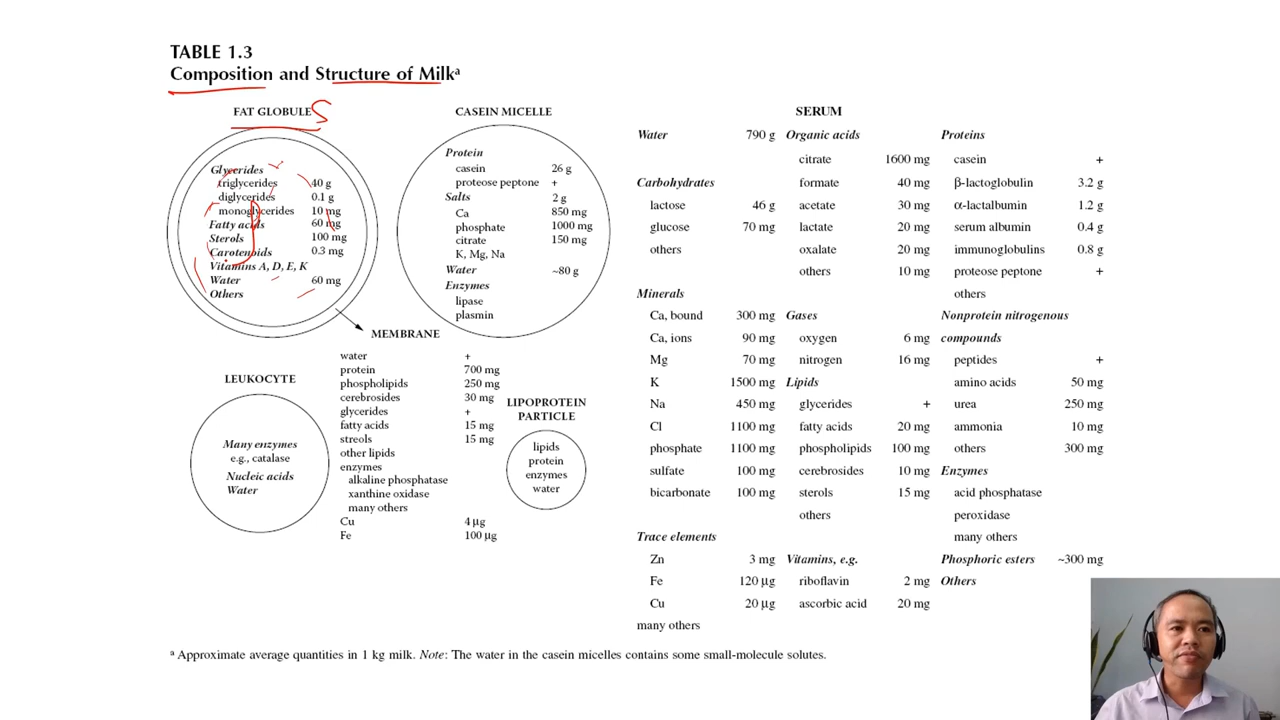 TABLE 1.3
Composition and Structure of Milkᵃ
FAT GLOBULES
Glycerides
triglycerides 40 g
diglycerides 0.1 g
monoglycerides 10 mg
Fatty acids 60 mg
Sterols 100 mg
Carotenoids 0.3 mg
Vitamins A, D, E, K
Water 60 mg
Others
CASEIN MICELLE
Protein
casein 26 g
proteose peptone +
Salts 2 g
Ca 850 mg
phosphate 1000 mg
citrate 150 mg
K, Mg, Na
Water ~80 g
Enzymes
lipase
plasmin
MEMBRANE
water +
protein 700 mg
phospholipids 250 mg
cerebrosides 30 mg
glycerides +
fatty acids 15 mg
streols 15 mg
other lipids
enzymes
alkaline phosphatase
xanthine oxidase
many others
Cu 4 μg
Fe 100 μg
LEUKOCYTE
Many enzymes
e.g., catalase
Nucleic acids
Water
LIPOPROTEIN
PARTICLE
lipids
protein
enzymes
water
SERUM
Water 790 g
Carbohydrates
lactose 46 g
glucose 70 mg
others
Minerals
Ca, bound 300 mg
Ca, ions 90 mg
Mg 70 mg
K 1500 mg
Na 450 mg
Cl 1100 mg
phosphate 1100 mg
sulfate 100 mg
bicarbonate 100 mg
Trace elements
Zn 3 mg
Fe 120 μg
Cu 20 μg
many others
Organic acids
citrate 1600 mg
formate 40 mg
acetate 30 mg
lactate 20 mg
oxalate 20 mg
others 10 mg
Gases
oxygen 6 mg
nitrogen 16 mg
Lipids
glycerides +
fatty acids 20 mg
phospholipids 100 mg
cerebrosides 10 mg
sterols 15 mg
others
Vitamins, e.g.
riboflavin 2 mg
ascorbic acid 20 mg
Proteins
casein +
β-lactoglobulin 3.2 g
α-lactalbumin 1.2 g
serum albumin 0.4 g
immunoglobulins 0.8 g
proteose peptone +
others
Nonprotein nitrogenous
compounds
peptides +
amino acids 50 mg
urea 250 mg
ammonia 10 mg
others 300 mg
Enzymes
acid phosphatase
peroxidase
many others
Phosphoric esters ~300 mg
Others
ᵃ Approximate average quantities in 1 kg milk. Note: The water in the casein micelles contains some small-molecule solutes.